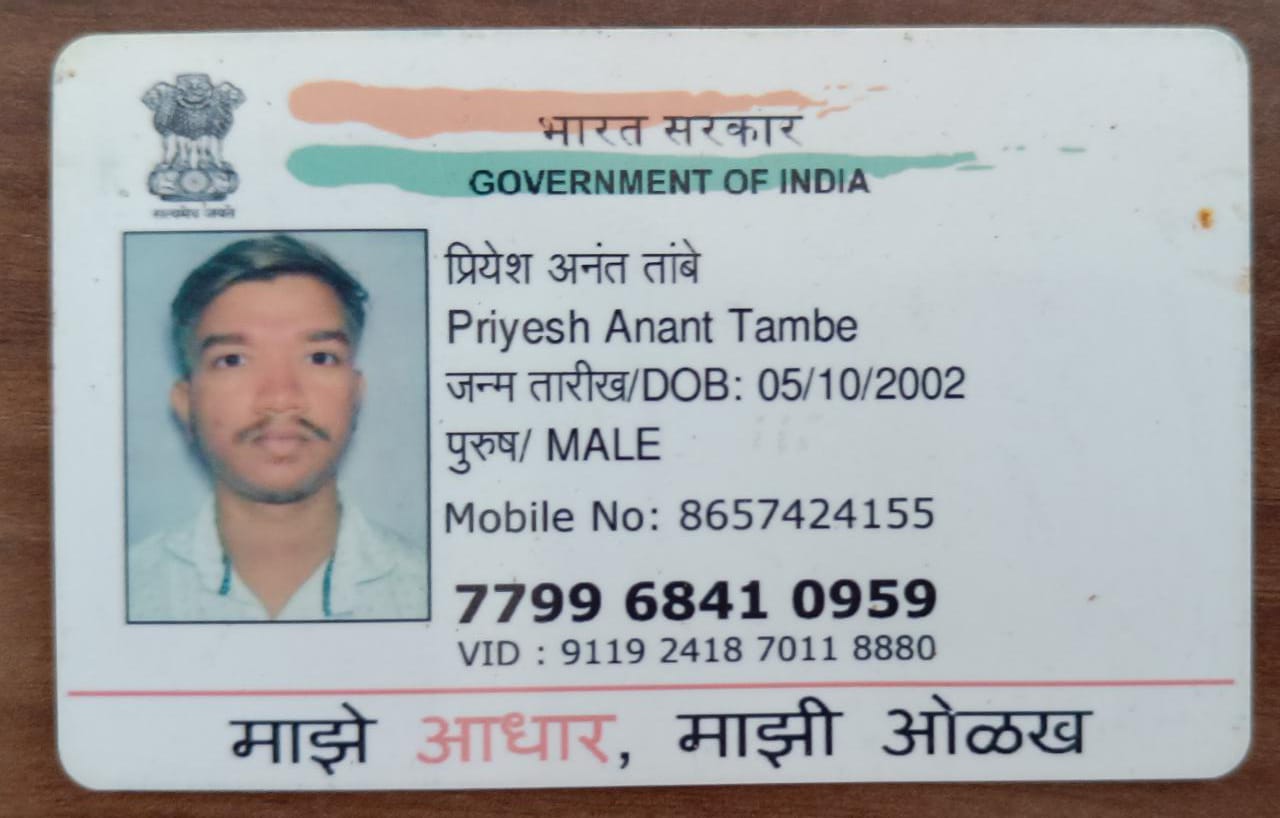 भारत सरकार
GOVERNMENT OF INDIA
सत्यमेव जयते
प्रियेश अनंत तांबे
Priyesh Anant Tambe
जन्म तारीख/DOB: 05/10/2002
पुरुष/ MALE
Mobile No: 8657424155
7799 6841 0959
VID : 9119 2418 7011 8880
माझे आधार, माझी ओळख